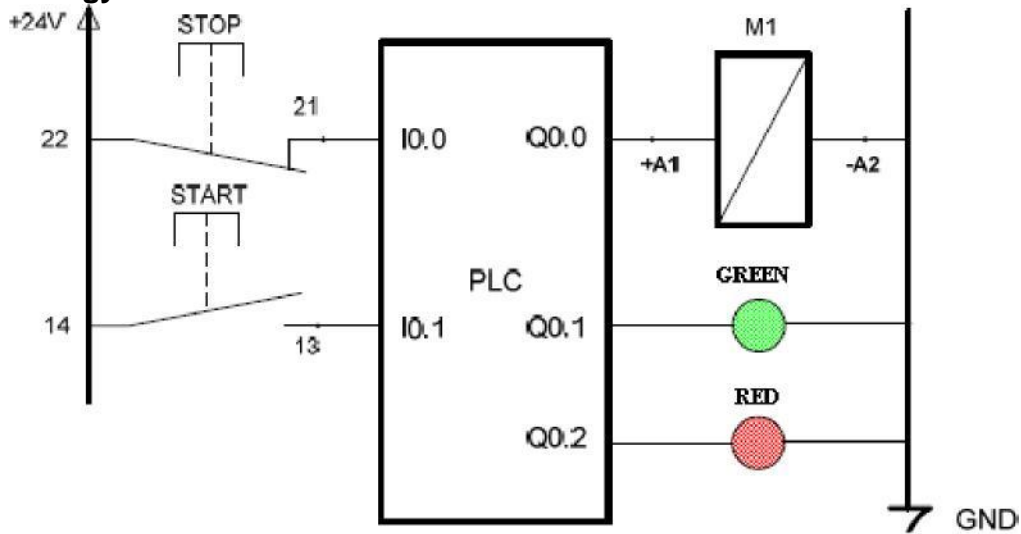 gy
+24V
STOP
M1
21
22
I0.0
Q0.0
+A1
-A2
START
PLC
GREEN
14
13
I0.1
Q0.1
RED
Q0.2
GND